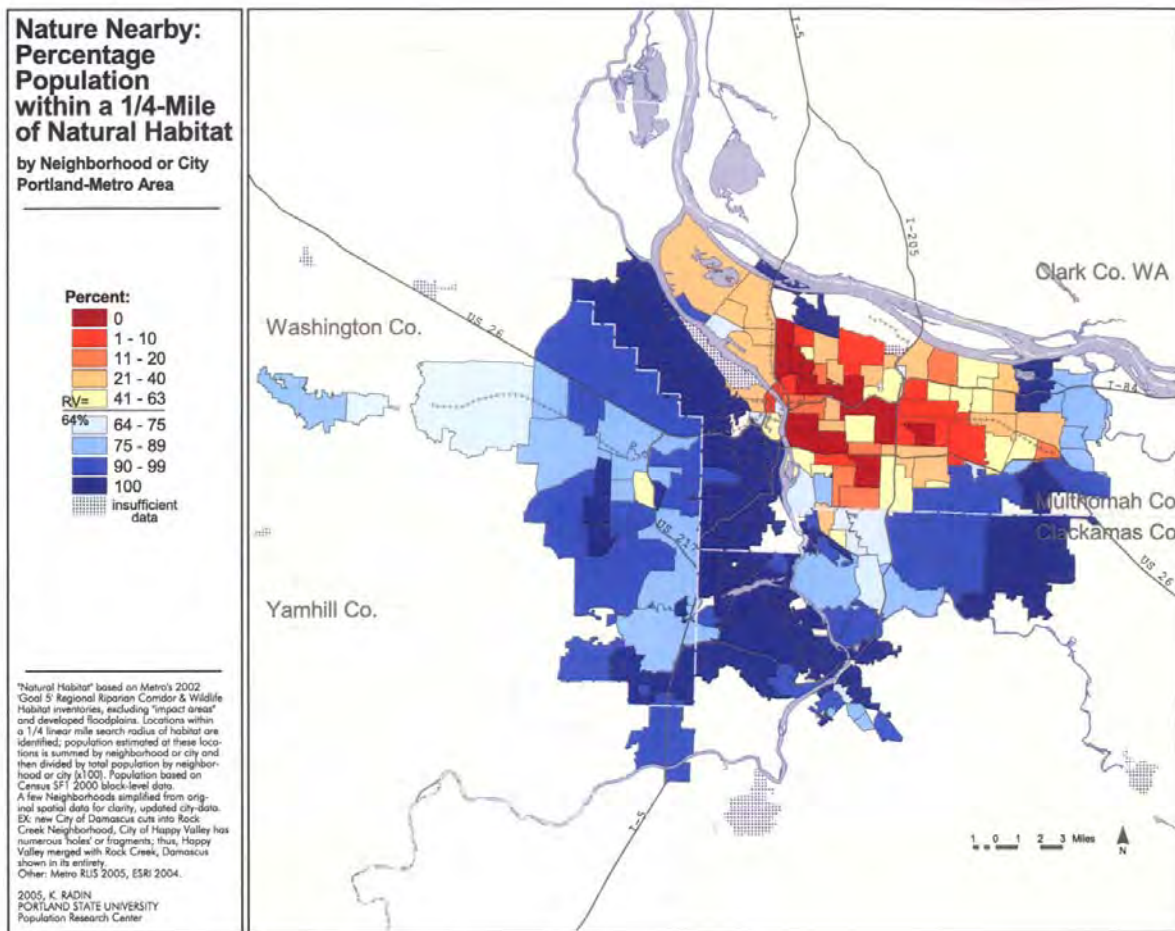 Nature Nearby:
Percentage
Population
within a 1/4-Mile
of Natural Habitat
by Neighborhood or City
Portland-Metro Area
Percent:
0
1 - 10
11 - 20
21 - 40
RV= 41 - 63
64% 64 - 75
75 - 89
90 - 99
100
insufficient
data
"Natural Habitat" based on Metro's 2002
'Goal 5' Regional Riparian Corridor & Wildlife
Habitat inventories, excluding "impact areas"
and developed floodplains. Locations within
a 1/4 linear mile search radius of habitat are
identified; population estimated at these loca-
tions is summed by neighborhood or city and
then divided by total population by neighbor-
hood or city (x100). Population based on
Census SF1 2000 block-level data.
A few Neighborhoods simplified from orig-
inal spatial data for clarity, updated city-data.
EX: new City of Damascus cuts into Rock
Creek Neighborhood, City of Happy Valley has
numerous 'holes' or fragments; thus, Happy
Valley merged with Rock Creek, Damascus
shown in its entirety.
Other: Metro RLIS 2005, ESRI 2004.
2005, K. RADIN
PORTLAND STATE UNIVERSITY
Population Research Center
I-5
I-205
Clark Co. WA
US 26
Washington Co.
I-84
Multnomah Co
Clackamas Co
US 217
US 26
Yamhill Co.
I-5
1 0 1 2 3 Miles
N